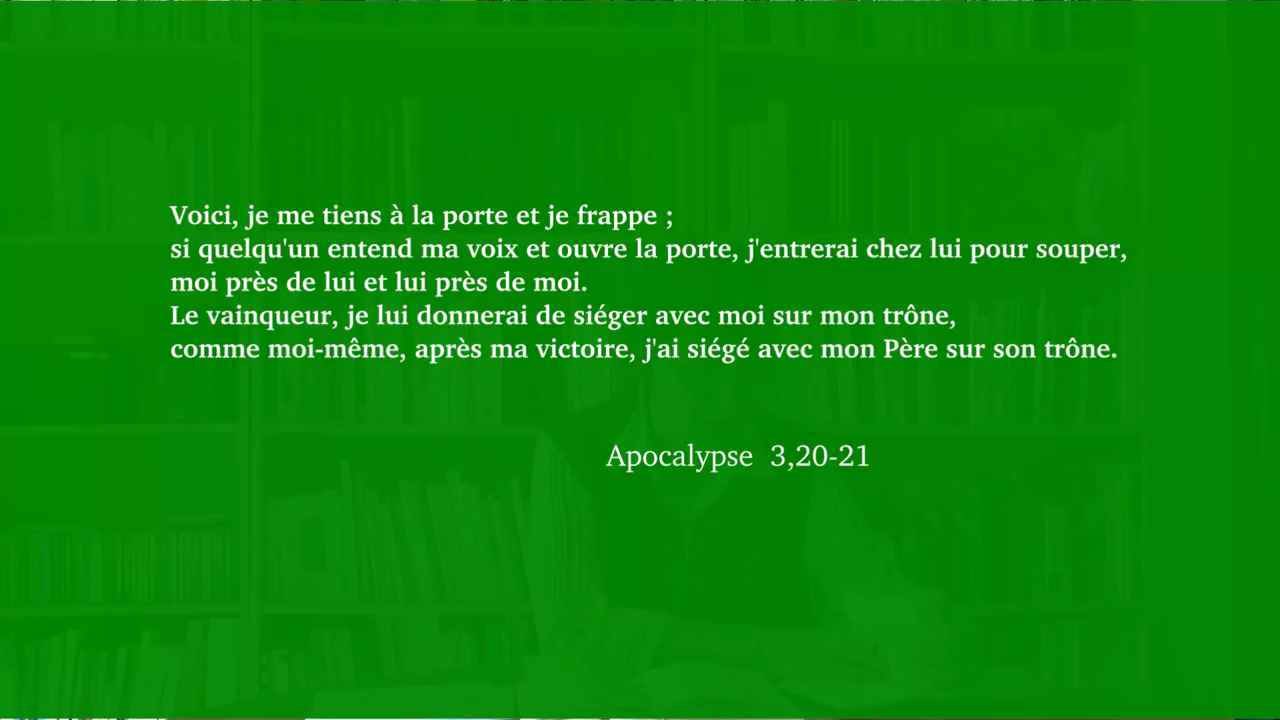 Voici, je me tiens à la porte et je frappe ;
si quelqu'un entend ma voix et ouvre la porte, j'entrerai chez lui pour souper,
moi près de lui et lui près de moi.
Le vainqueur, je lui donnerai de siéger avec moi sur mon trône,
comme moi-même, après ma victoire, j'ai siégé avec mon Père sur son trône.
Apocalypse 3,20-21